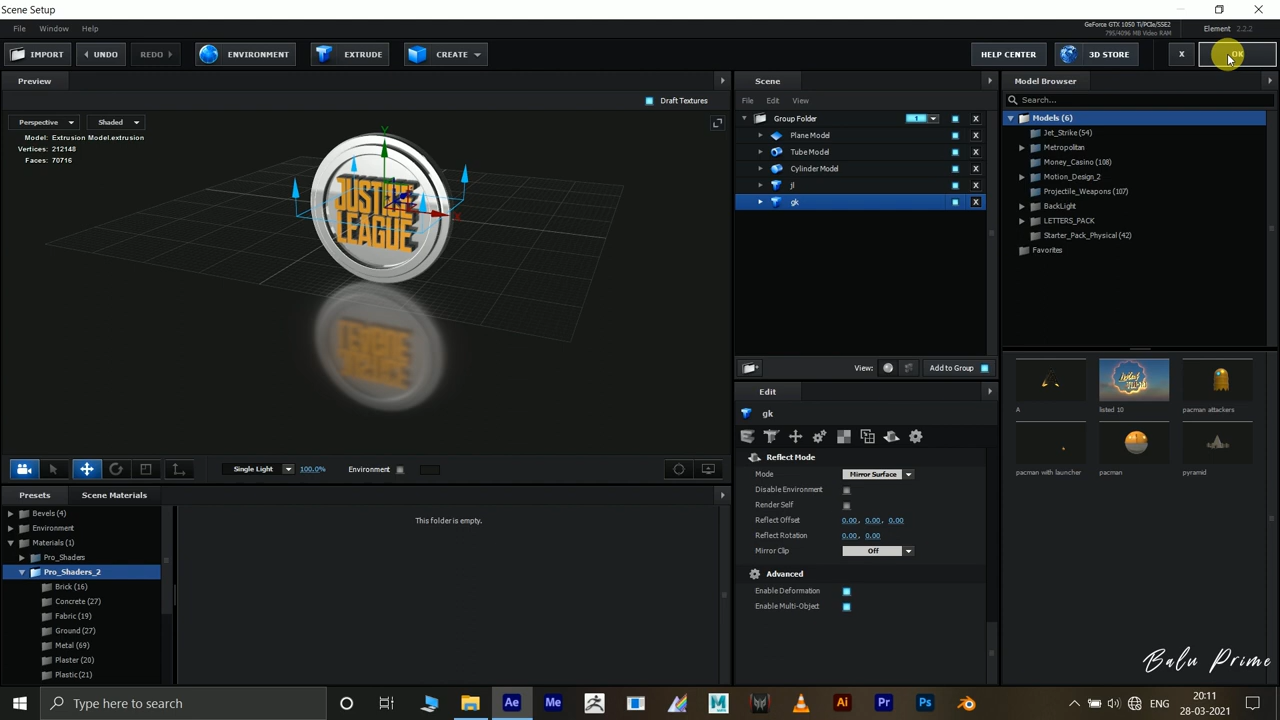 Scene Setup
File Window Help
GeForce GTX 1050 Ti/PCIe/SSE2
795/4096 MB Video RAM
Element 2.2.2
IMPORT UNDO REDO ENVIRONMENT EXTRUDE CREATE HELP CENTER 3D STORE X OK
Preview
Draft Textures
Perspective Shaded
Model: Extrusion Model.extrusion
Vertices: 212148
Faces: 70716
Y
X
JUSTICE
LEAGUE
Single Light 100.0% Environment
Presets Scene Materials
Bevels (4)
Environment
Materials (1)
Pro_Shaders
Pro_Shaders_2
Brick (16)
Concrete (27)
Fabric (19)
Ground (27)
Metal (69)
Plaster (20)
Plastic (21)
This folder is empty.
Scene
File Edit View
Group Folder 1 X
Plane Model X
Tube Model X
Cylinder Model X
jl X
gk X
View: Add to Group
Edit
gk
Reflect Mode
Mode Mirror Surface
Disable Environment
Render Self
Reflect Offset 0.00, 0.00, 0.00
Reflect Rotation 0.00, 0.00
Mirror Clip Off
Advanced
Enable Deformation
Enable Multi-Object
Model Browser
Search...
Models (6)
Jet_Strike (54)
Metropolitan
Money_Casino (108)
Motion_Design_2
Projectile_Weapons (107)
BackLight
LETTERS_PACK
Starter_Pack_Physical (42)
Favorites
A listed 10 pacman attackers
pacman with launcher pacman pyramid
Balu Prime
Type here to search
ENG
20:11
28-03-2021